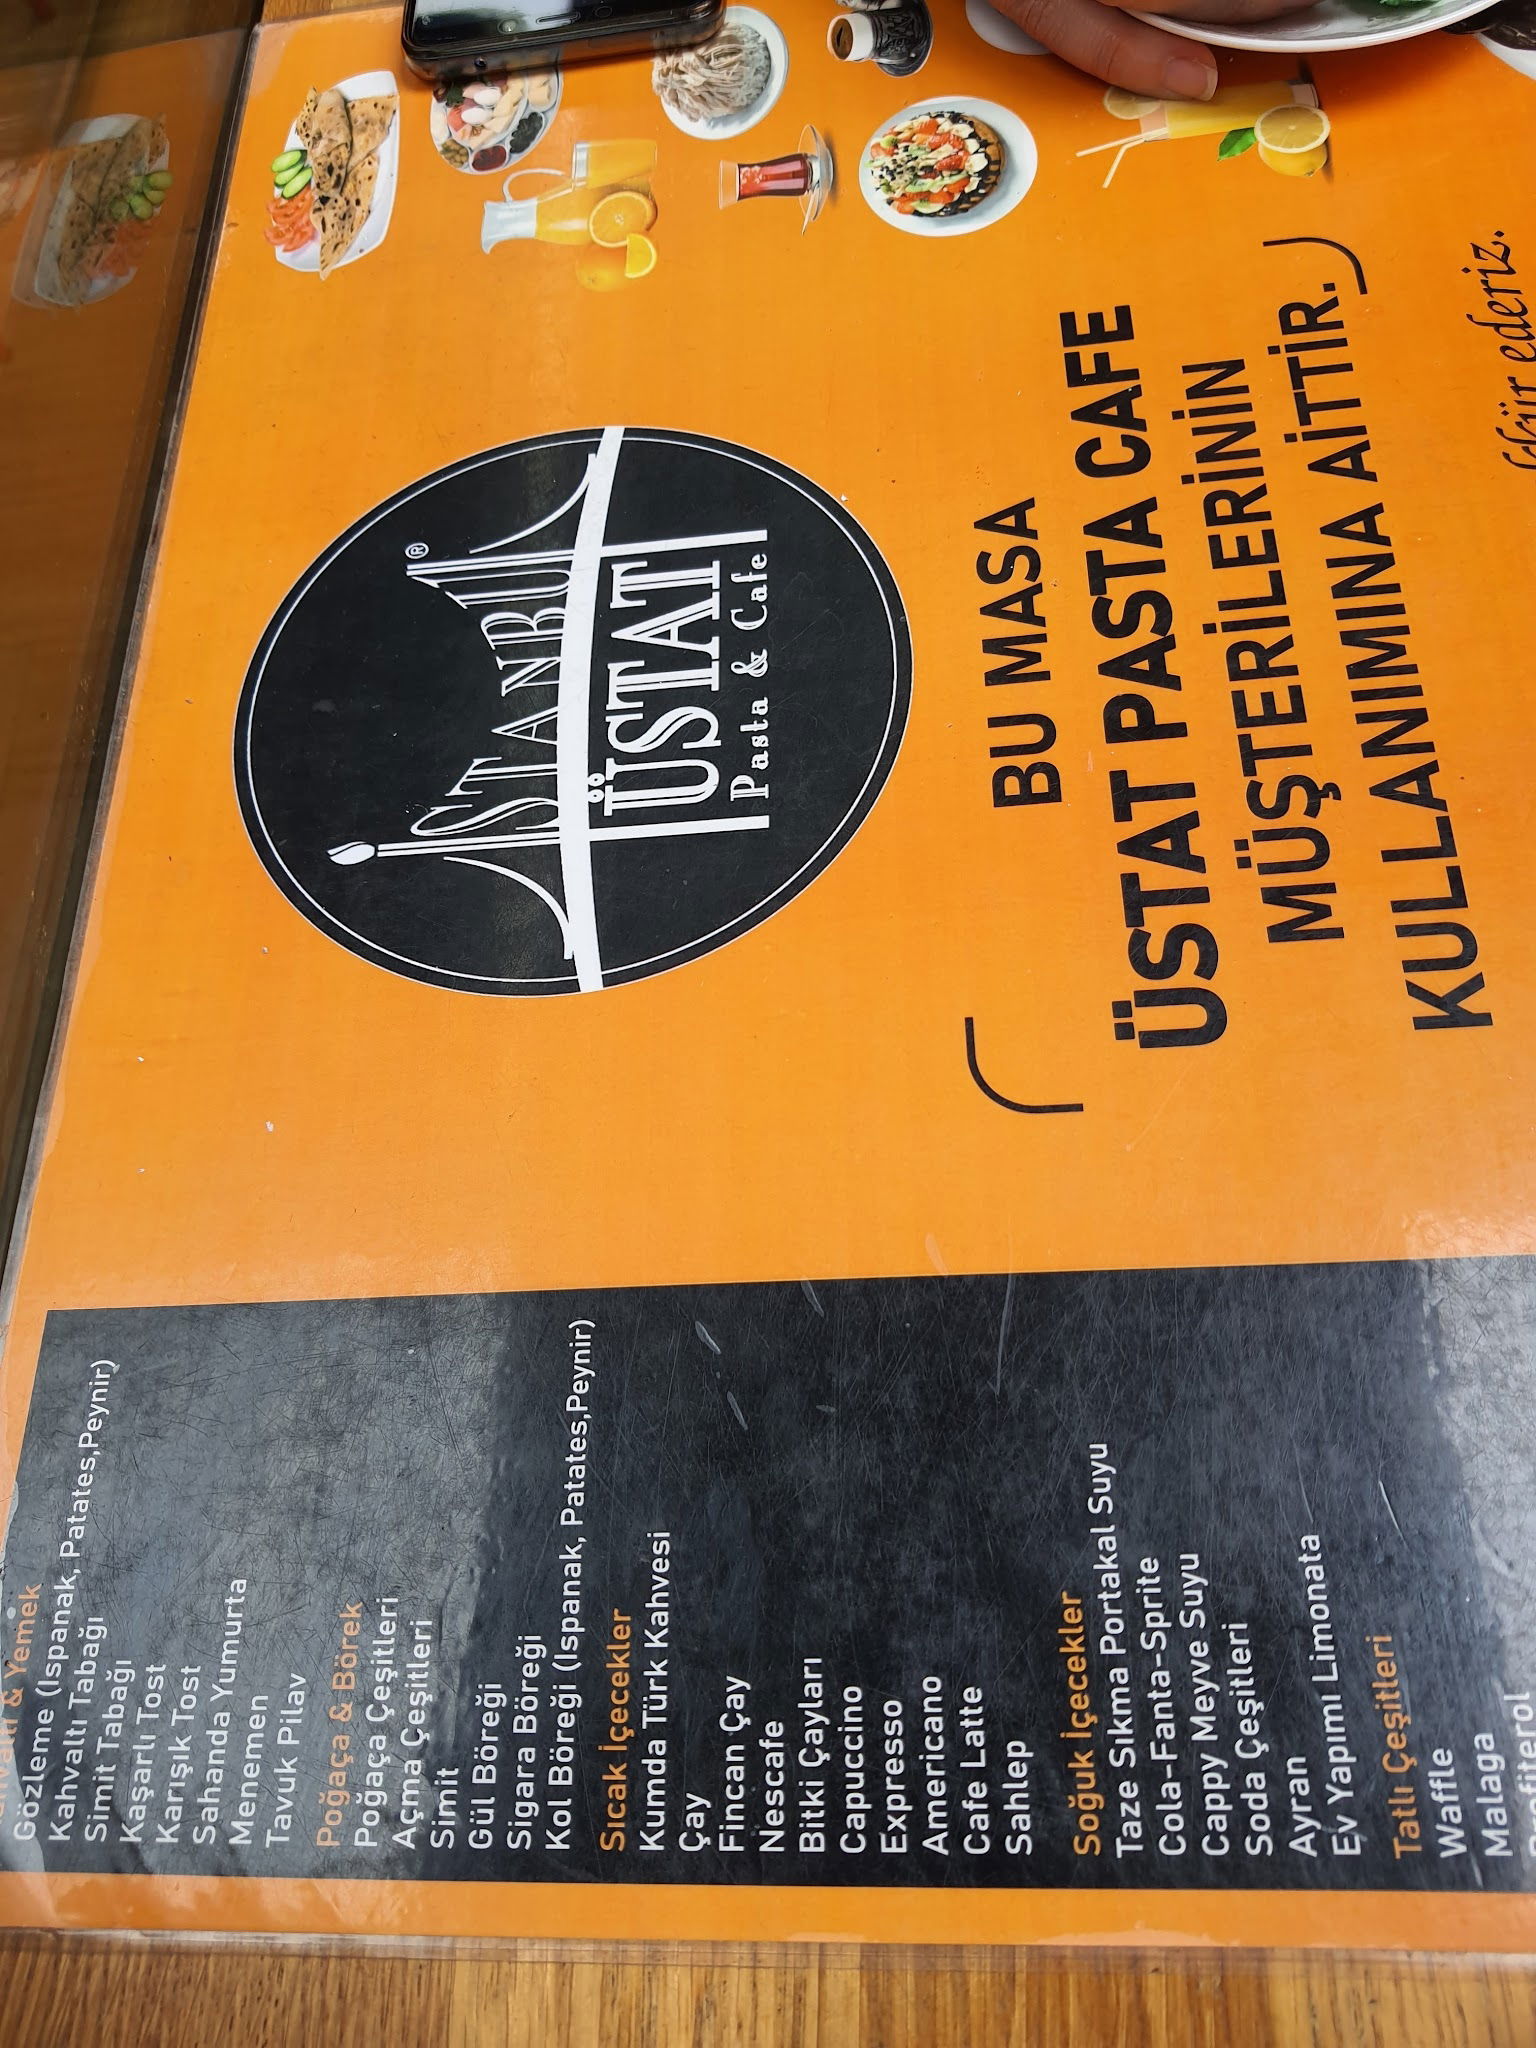 İSTANBUL®
ÜSTAT
Pasta & Cafe
BU MASA
ÜSTAT PASTA CAFE
MÜŞTERİLERİNİN
KULLANIMINA AİTTİR.
ederiz.
& Yemek
Gözleme (Ispanak, Patates,Peynir)
Kahvaltı Tabağı
Simit Tabağı
Kaşarlı Tost
Karışık Tost
Sahanda Yumurta
Menemen
Tavuk Pilav
Poğaça & Börek
Poğaça Çeşitleri
Açma Çeşitleri
Simit
Gül Böreği
Sigara Böreği
Kol Böreği (Ispanak, Patates,Peynir)
Sıcak İçecekler
Kumda Türk Kahvesi
Çay
Fincan Çay
Nescafe
Bitki Çayları
Capuccino
Expresso
Americano
Cafe Latte
Sahlep
Soğuk İçecekler
Taze Sıkma Portakal Suyu
Cola-Fanta-Sprite
Cappy Meyve Suyu
Soda Çeşitleri
Ayran
Ev Yapımı Limonata
Tatlı Çeşitleri
Waffle
Malaga